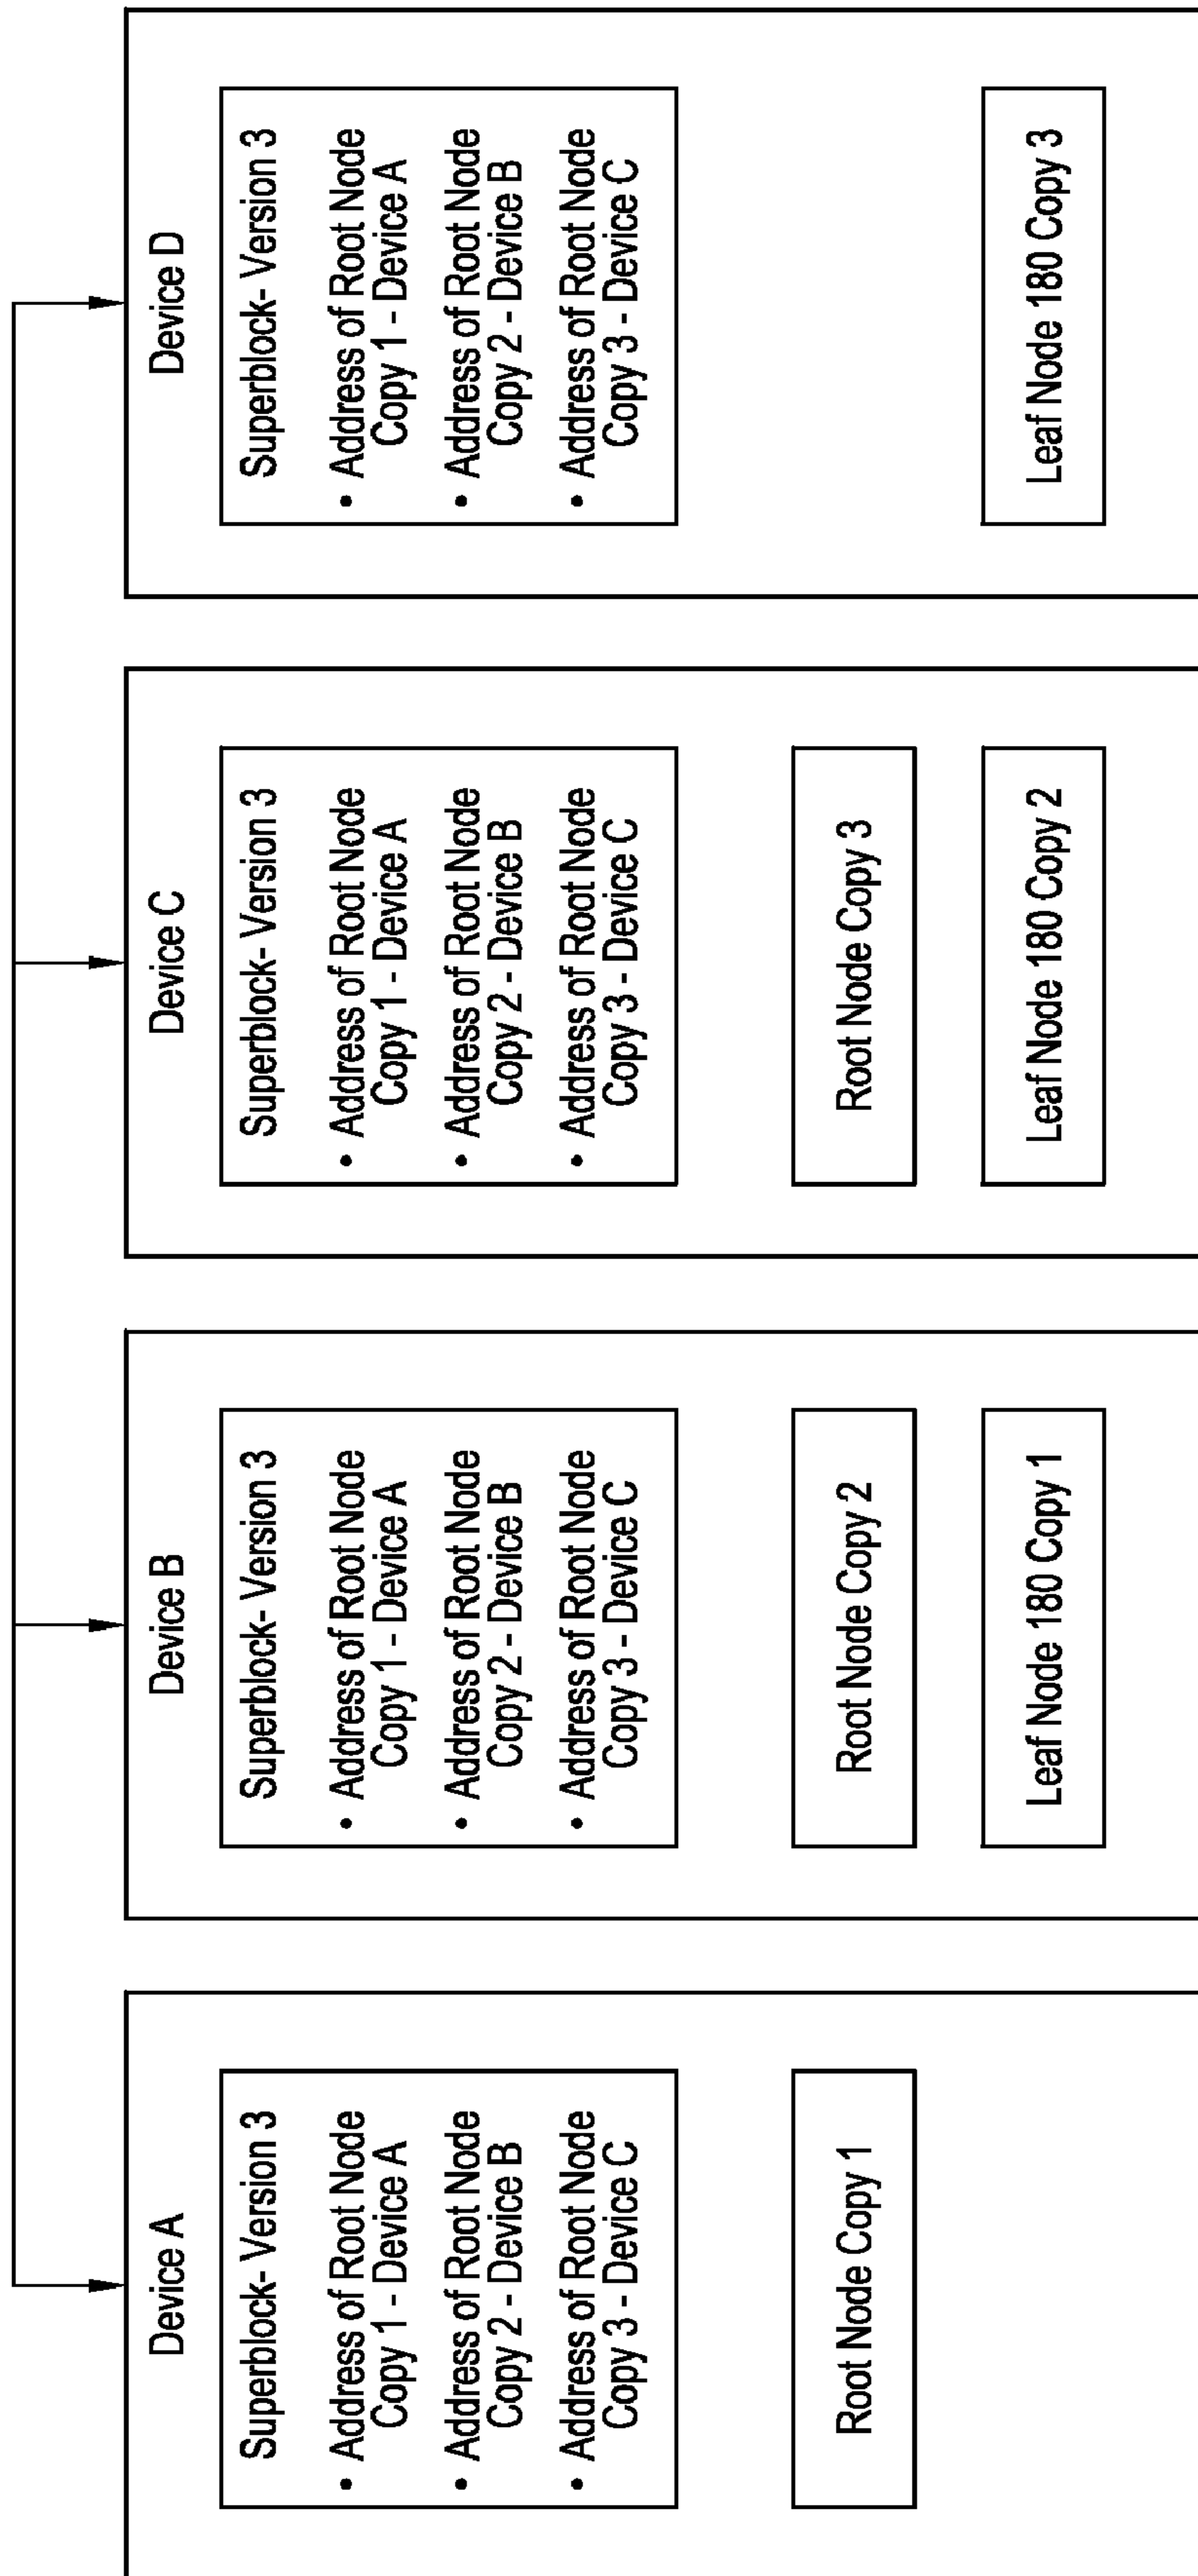 Device A
Superblock- Version 3
• Address of Root Node
Copy 1 - Device A
• Address of Root Node
Copy 2 - Device B
• Address of Root Node
Copy 3 - Device C
Root Node Copy 1
Device B
Superblock- Version 3
• Address of Root Node
Copy 1 - Device A
• Address of Root Node
Copy 2 - Device B
• Address of Root Node
Copy 3 - Device C
Root Node Copy 2
Leaf Node 180 Copy 1
Device C
Superblock- Version 3
• Address of Root Node
Copy 1 - Device A
• Address of Root Node
Copy 2 - Device B
• Address of Root Node
Copy 3 - Device C
Root Node Copy 3
Leaf Node 180 Copy 2
Device D
Superblock- Version 3
• Address of Root Node
Copy 1 - Device A
• Address of Root Node
Copy 2 - Device B
• Address of Root Node
Copy 3 - Device C
Leaf Node 180 Copy 3